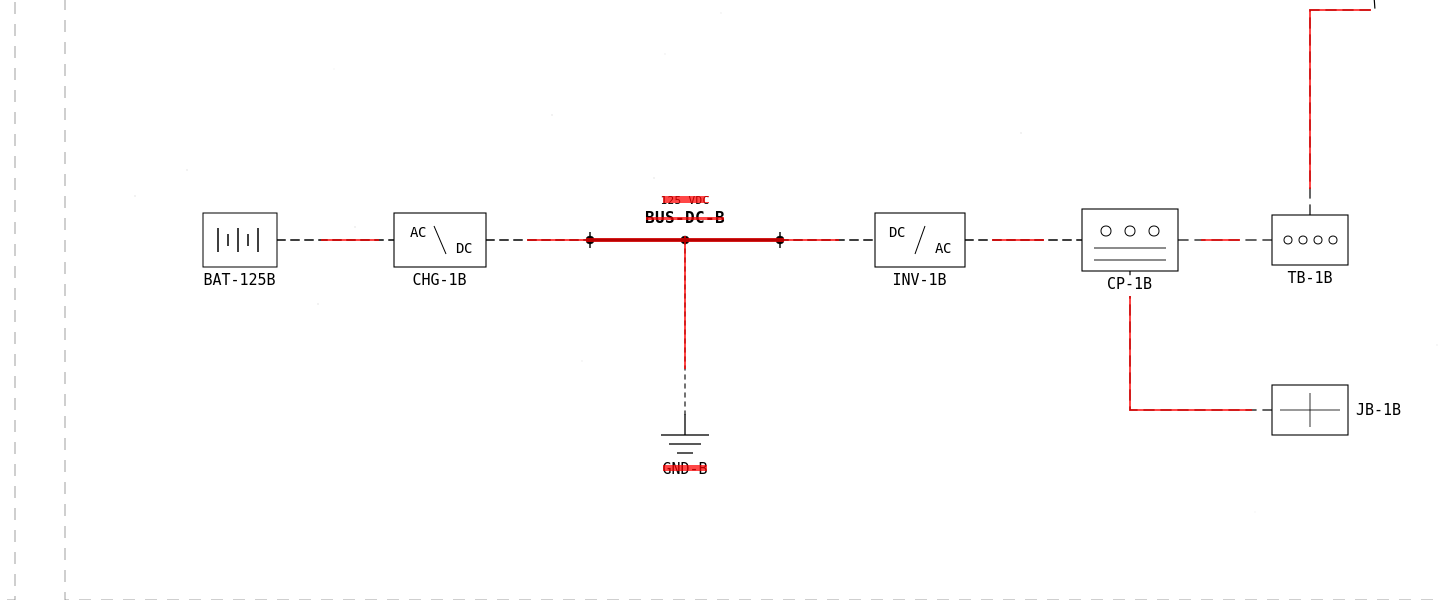 125 VDC
BUS-DC-B
AC
DC
DC
AC
BAT-125B
CHG-1B
INV-1B
CP-1B
TB-1B
JB-1B
GND-B